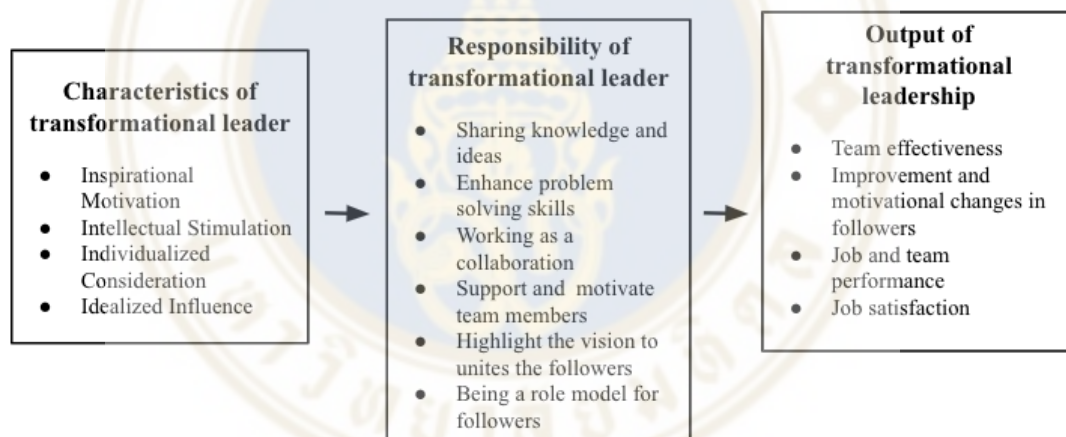 Characteristics of
transformational leader
● Inspirational
Motivation
● Intellectual Stimulation
● Individualized
Consideration
● Idealized Influence
Responsibility of
transformational leader
● Sharing knowledge and
ideas
● Enhance problem
solving skills
● Working as a
collaboration
● Support and motivate
team members
● Highlight the vision to
unites the followers
● Being a role model for
followers
Output of
transformational
leadership
● Team effectiveness
● Improvement and
motivational changes in
followers
● Job and team
performance
● Job satisfaction